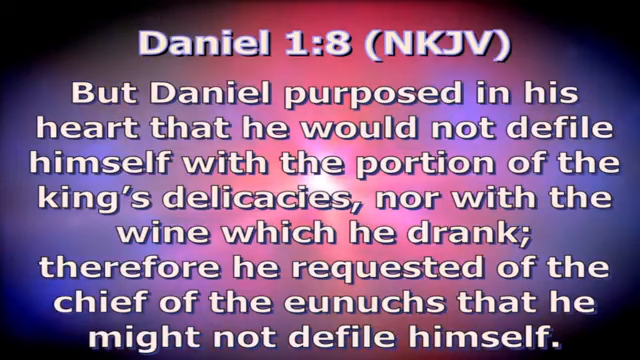 Daniel 1:8 (NKJV)
But Daniel purposed in his
heart that he would not defile
himself with the portion of the
king’s delicacies, nor with the
wine which he drank;
therefore he requested of the
chief of the eunuchs that he
might not defile himself.